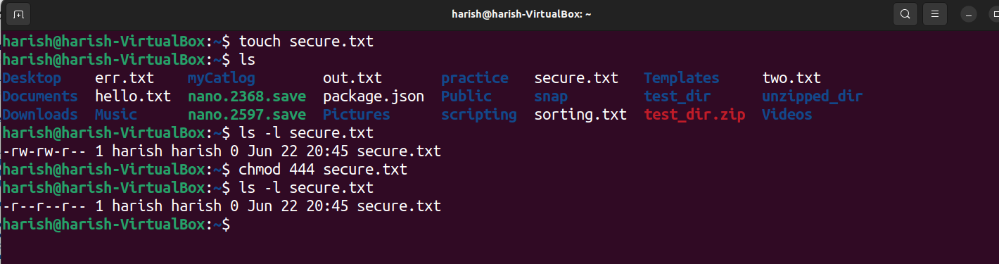 harish@harish-VirtualBox: ~
harish@harish-VirtualBox:~$ touch secure.txt
harish@harish-VirtualBox:~$ ls
Desktop err.txt myCatlog out.txt practice secure.txt Templates two.txt
Documents hello.txt nano.2368.save package.json Public snap test_dir unzipped_dir
Downloads Music nano.2597.save Pictures scripting sorting.txt test_dir.zip Videos
harish@harish-VirtualBox:~$ ls -l secure.txt
-rw-rw-r-- 1 harish harish 0 Jun 22 20:45 secure.txt
harish@harish-VirtualBox:~$ chmod 444 secure.txt
harish@harish-VirtualBox:~$ ls -l secure.txt
-r--r--r-- 1 harish harish 0 Jun 22 20:45 secure.txt
harish@harish-VirtualBox:~$